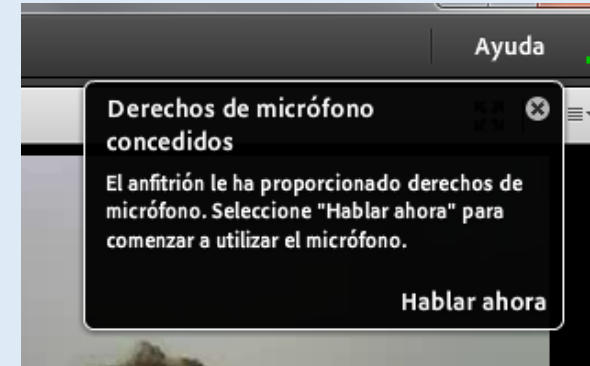 Ayuda
Derechos de micrófono
concedidos
El anfitrión le ha proporcionado derechos de
micrófono. Seleccione "Hablar ahora" para
comenzar a utilizar el micrófono.
Hablar ahora